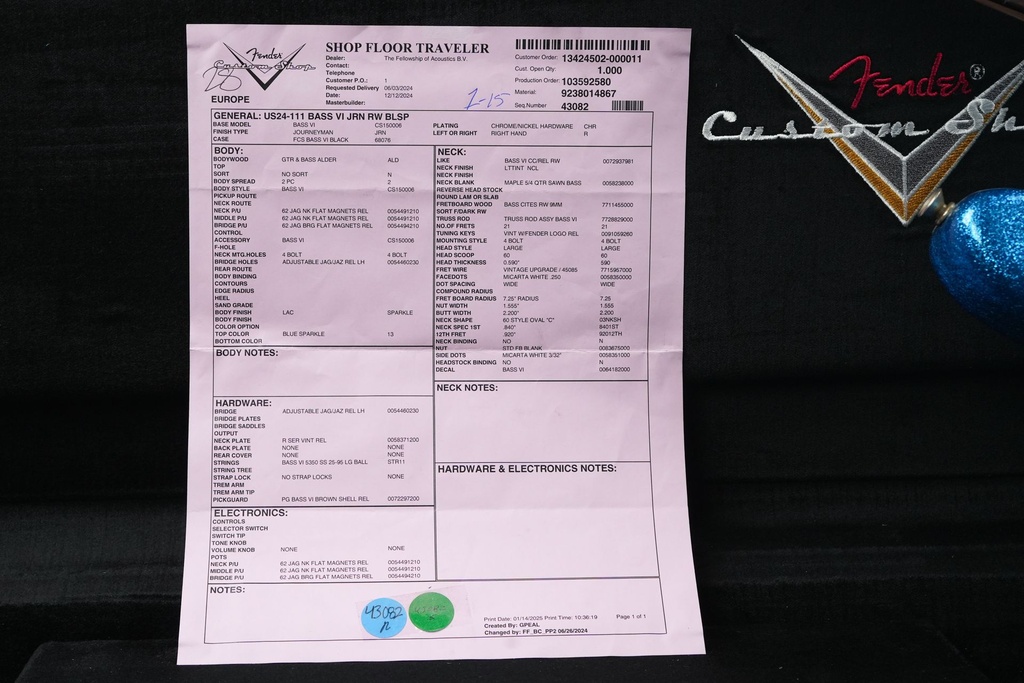 Fender
Custom Shop
EUROPE
SHOP FLOOR TRAVELER
Dealer: The Fellowship of Acoustics B.V.
Contact:
Telephone
Customer P.O.: 1
Requested Delivery 06/03/2024
Date: 12/12/2024
Masterbuilder:
1-15
Customer Order: 13424502-000011
Cust. Open Qty: 1.000
Production Order: 103592580
Material: 9238014867
Seq.Number 43082
GENERAL: US24-111 BASS VI JRN RW BLSP
BASE MODEL BASS VI CS150006 PLATING CHROME/NICKEL HARDWARE CHR
FINISH TYPE JOURNEYMAN JRN LEFT OR RIGHT RIGHT HAND R
CASE FCS BASS VI BLACK 68076
BODY:
BODYWOOD GTR & BASS ALDER ALD
TOP
SORT NO SORT N
BODY SPREAD 2 PC 2
BODY STYLE BASS VI CS150006
PICKUP ROUTE
NECK ROUTE
NECK P/U 62 JAG NK FLAT MAGNETS REL 0054491210
MIDDLE P/U 62 JAG NK FLAT MAGNETS REL 0054491210
BRIDGE P/U 62 JAG BRG FLAT MAGNETS REL 0054494210
CONTROL
ACCESSORY BASS VI CS150006
F-HOLE
NECK MTG.HOLES 4 BOLT 4 BOLT
BRIDGE HOLES ADJUSTABLE JAG/JAZ REL LH 0054460230
REAR ROUTE
BODY BINDING
CONTOURS
EDGE RADIUS
HEEL
SAND GRADE
BODY FINISH LAC SPARKLE
BODY FINISH
COLOR OPTION
TOP COLOR BLUE SPARKLE 13
BOTTOM COLOR
BODY NOTES:
HARDWARE:
BRIDGE ADJUSTABLE JAG/JAZ REL LH 0054460230
BRIDGE PLATES
BRIDGE SADDLES
OUTPUT
NECK PLATE R SER VINT REL 0058371200
BACK PLATE NONE NONE
REAR COVER NONE NONE
STRINGS BASS VI 5350 SS 25-95 LG BALL STR11
STRING TREE
STRAP LOCK NO STRAP LOCKS NONE
TREM ARM
TREM ARM TIP
PICKGUARD PG BASS VI BROWN SHELL REL 0072297200
ELECTRONICS:
CONTROLS
SELECTOR SWITCH
SWITCH TIP
TONE KNOB
VOLUME KNOB NONE NONE
POTS
NECK P/U 62 JAG NK FLAT MAGNETS REL 0054491210
MIDDLE P/U 62 JAG NK FLAT MAGNETS REL 0054491210
BRIDGE P/U 62 JAG BRG FLAT MAGNETS REL 0054494210
NECK:
LIKE BASS VI CC/REL RW 0072937981
NECK FINISH LTTINT NCL
NECK FINISH
NECK BLANK MAPLE 5/4 QTR SAWN BASS 0058238000
REVERSE HEAD STOCK
ROUND LAM OR SLAB
FRETBOARD WOOD BASS CITES RW 9MM 7711455000
SORT F/DARK RW
TRUSS ROD TRUSS ROD ASSY BASS VI 7728829000
NO.OF FRETS 21 21
TUNING KEYS VINT W/FENDER LOGO REL 0091059260
MOUNTING STYLE 4 BOLT 4 BOLT
HEAD STYLE LARGE LARGE
HEAD SCOOP 60 60
HEAD THICKNESS 0.590" 590
FRET WIRE VINTAGE UPGRADE / 45085 7715957000
FACEDOTS MICARTA WHITE .250 0058350000
DOT SPACING WIDE WIDE
COMPOUND RADIUS
FRET BOARD RADIUS 7.25" RADIUS 7.25
NUT WIDTH 1.555" 1.555
BUTT WIDTH 2.200" 2.200
NECK SHAPE 60 STYLE OVAL "C" 03NKSH
NECK SPEC 1ST .840" 8401ST
12TH FRET .920" 92012TH
NECK BINDING NO N
NUT STD FB BLANK 0053675000
SIDE DOTS MICARTA WHITE 3/32" 0058351000
HEADSTOCK BINDING NO N
DECAL BASS VI 0064182000
NECK NOTES:
HARDWARE & ELECTRONICS NOTES:
NOTES:
43082
R
Print Date: 01/14/2025 Print Time: 10:36:19 Page 1 of 1
Created By: GPEAL
Changed by: FF_BC_PP2 06/26/2024
Fender®
Custom Sh